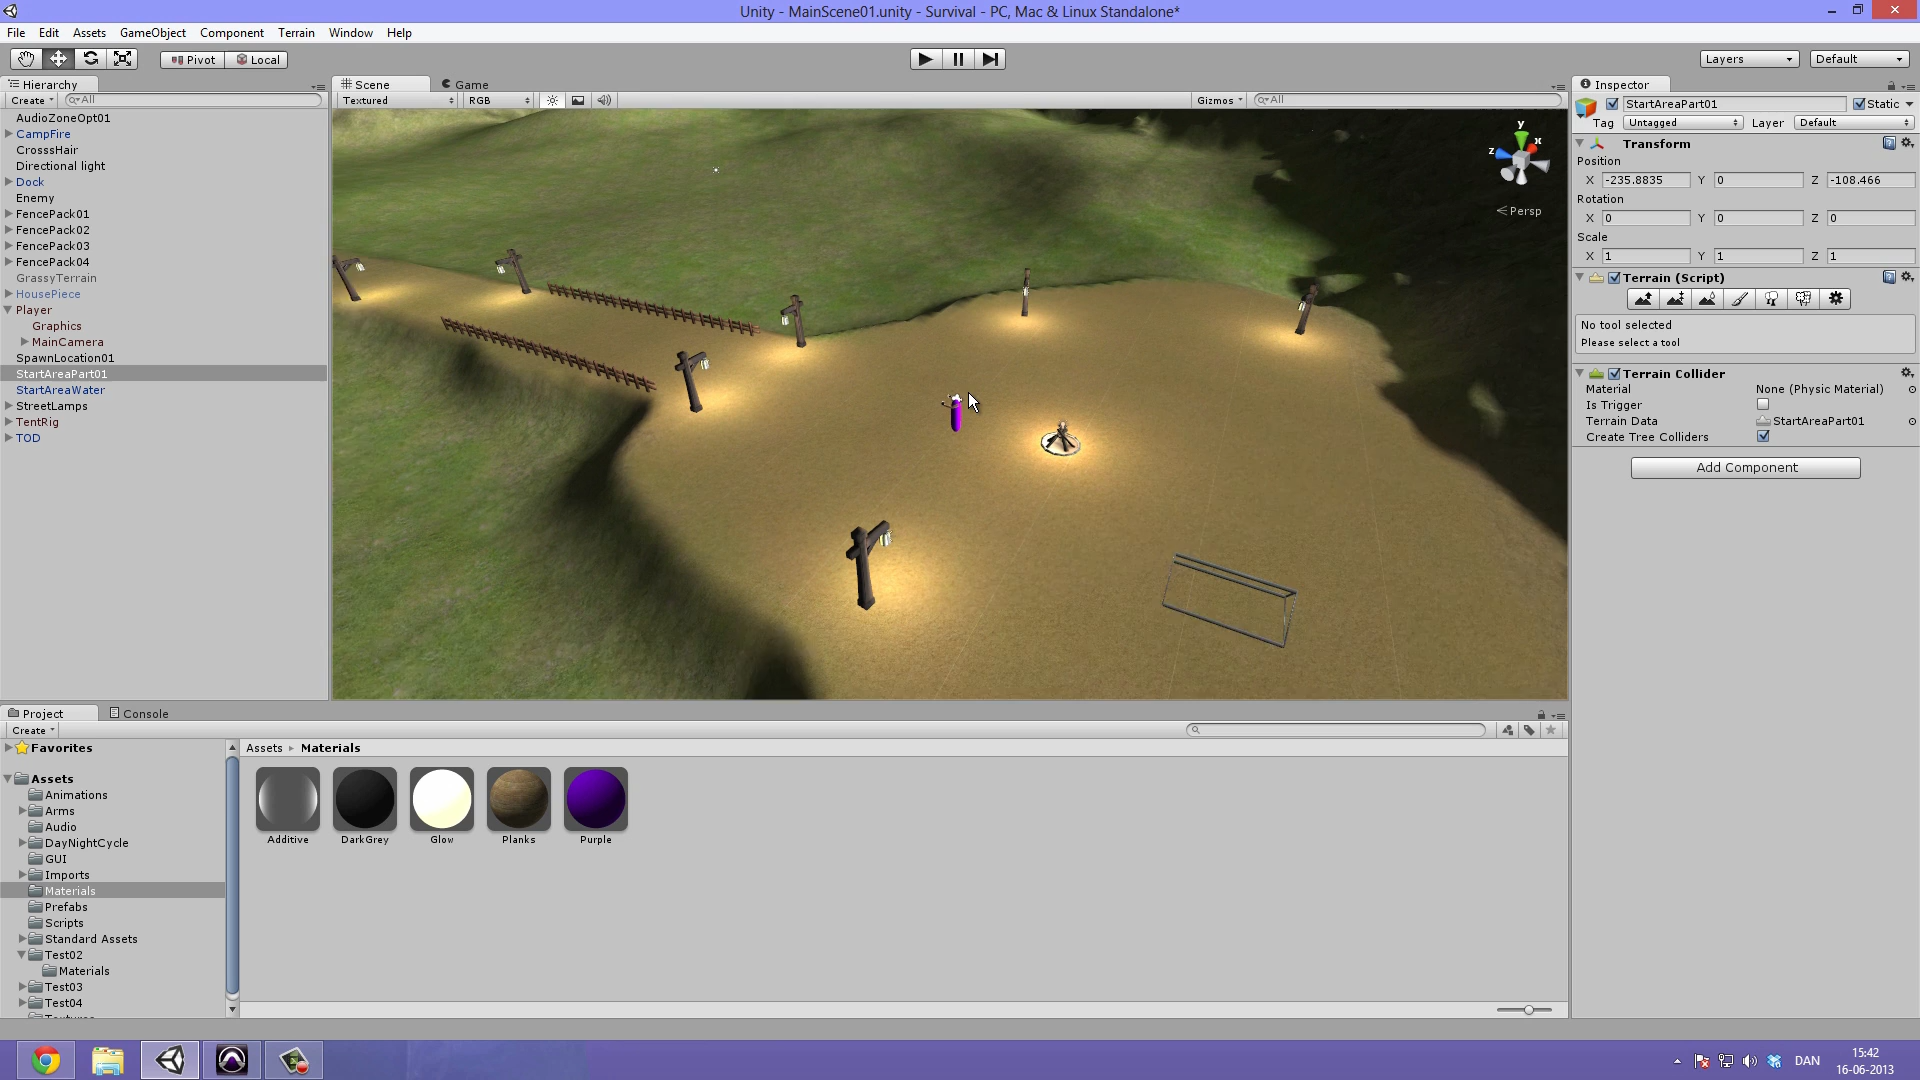 Unity - MainScene01.unity - Survival - PC, Mac & Linux Standalone*
File Edit Assets GameObject Component Terrain Window Help
Pivot Local
Layers Default
Hierarchy
Create All
AudioZoneOpt01
CampFire
CrosssHair
Directional light
Dock
Enemy
FencePack01
FencePack02
FencePack03
FencePack04
GrassyTerrain
HousePiece
Player
Graphics
MainCamera
SpawnLocation01
StartAreaPart01
StartAreaWater
StreetLamps
TentRig
TOD
Scene Game
Textured RGB Gizmos All
y
x
z
Persp
Inspector
StartAreaPart01 Static
Tag Untagged Layer Default
Transform
Position
X -235.8835 Y 0 Z -108.466
Rotation
X 0 Y 0 Z 0
Scale
X 1 Y 1 Z 1
Terrain (Script)
No tool selected
Please select a tool
Terrain Collider
Material None (Physic Material)
Is Trigger
Terrain Data StartAreaPart01
Create Tree Colliders
Add Component
Project Console
Create
Favorites
Assets
Animations
Arms
Audio
DayNightCycle
GUI
Imports
Materials
Prefabs
Scripts
Standard Assets
Test02
Materials
Test03
Test04
Assets Materials
Additive DarkGrey Glow Planks Purple
DAN
15:42
16-06-2013